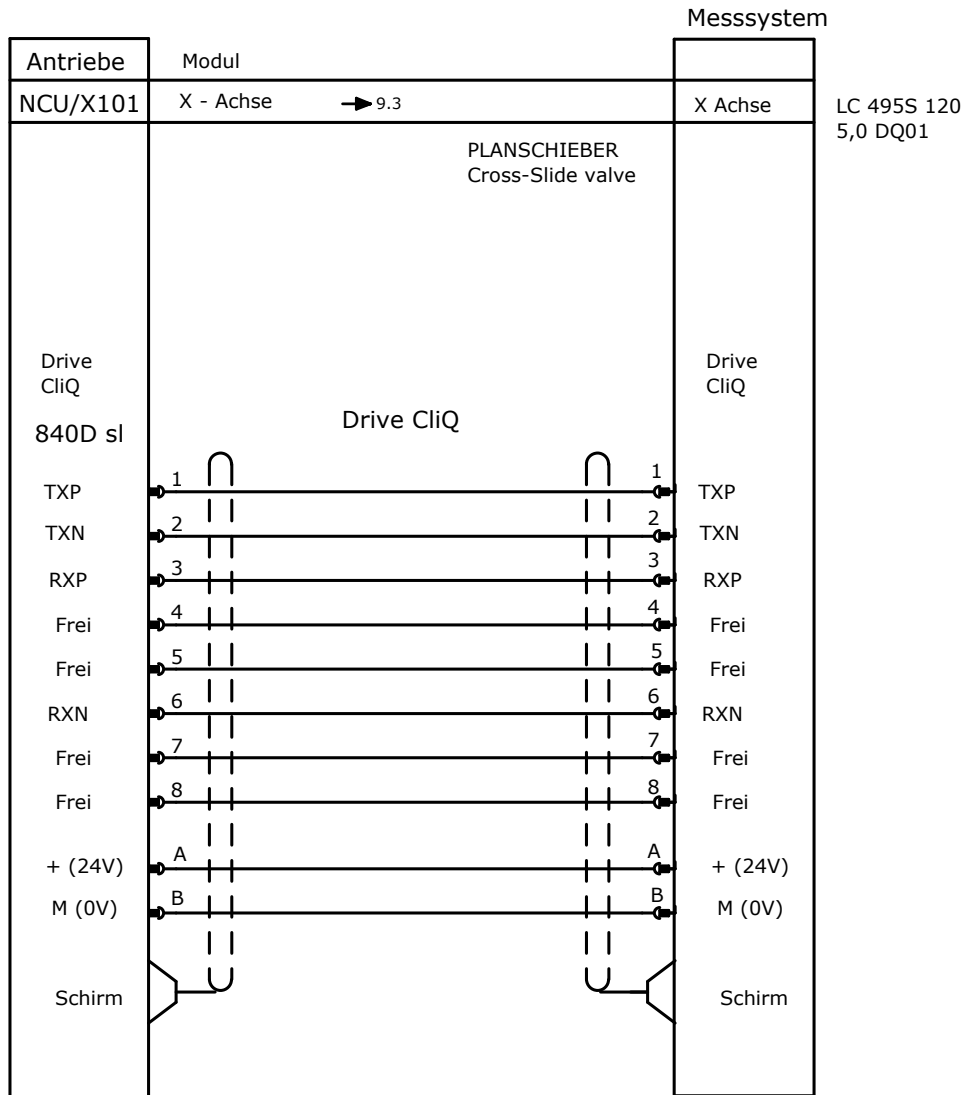 Messsystem
Antriebe Modul
NCU/X101 X - Achse 9.3 X Achse LC 495S 120
5,0 DQ01
PLANSCHIEBER
Cross-Slide valve
Drive Drive
CliQ CliQ
Drive CliQ
840D sl
TXP 1 1 TXP
TXN 2 2 TXN
RXP 3 3 RXP
Frei 4 4 Frei
Frei 5 5 Frei
RXN 6 6 RXN
Frei 7 7 Frei
Frei 8 8 Frei
+ (24V) A A + (24V)
M (0V) B B M (0V)
Schirm Schirm